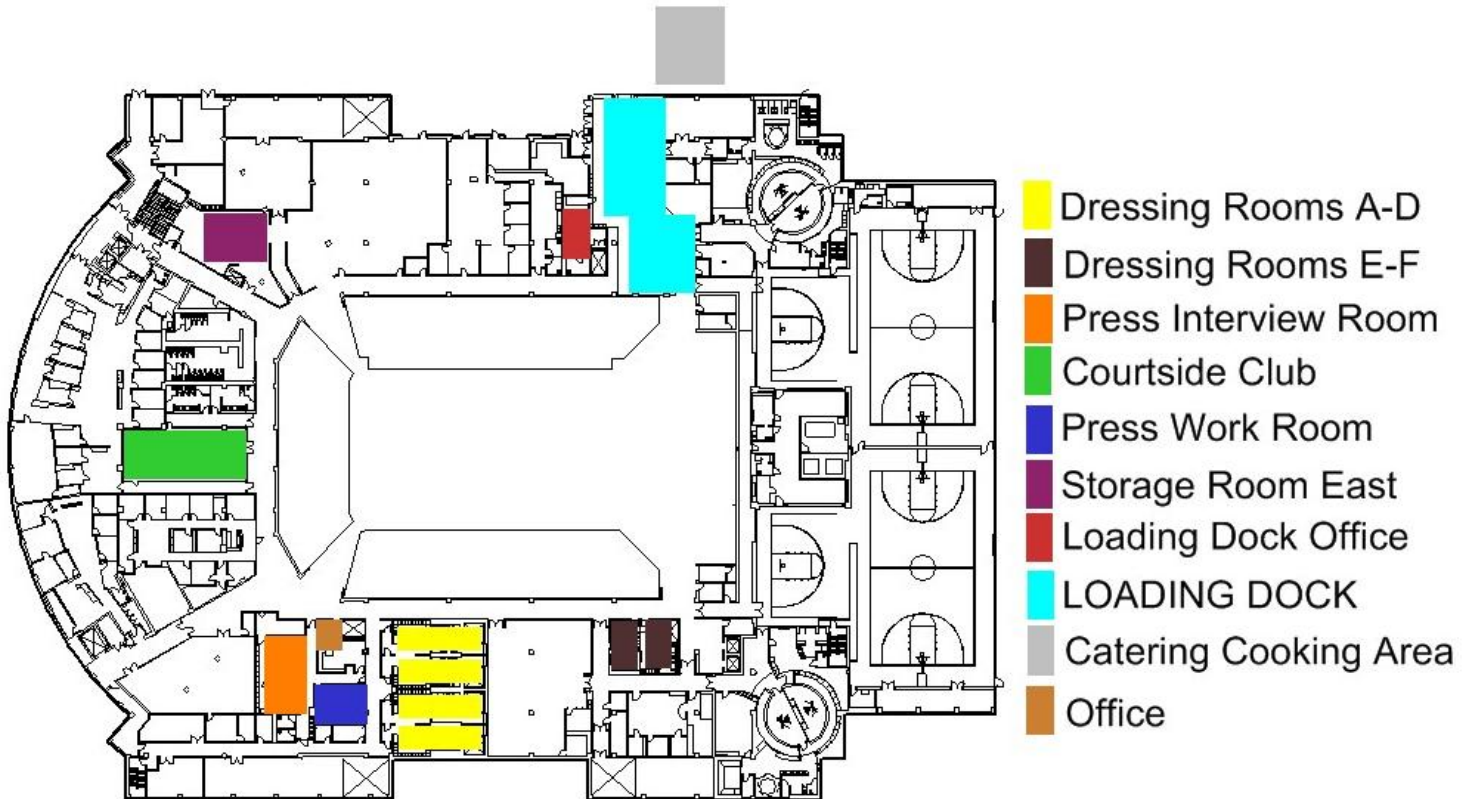 Dressing Rooms A-D
Dressing Rooms E-F
Press Interview Room
Courtside Club
Press Work Room
Storage Room East
Loading Dock Office
LOADING DOCK
Catering Cooking Area
Office